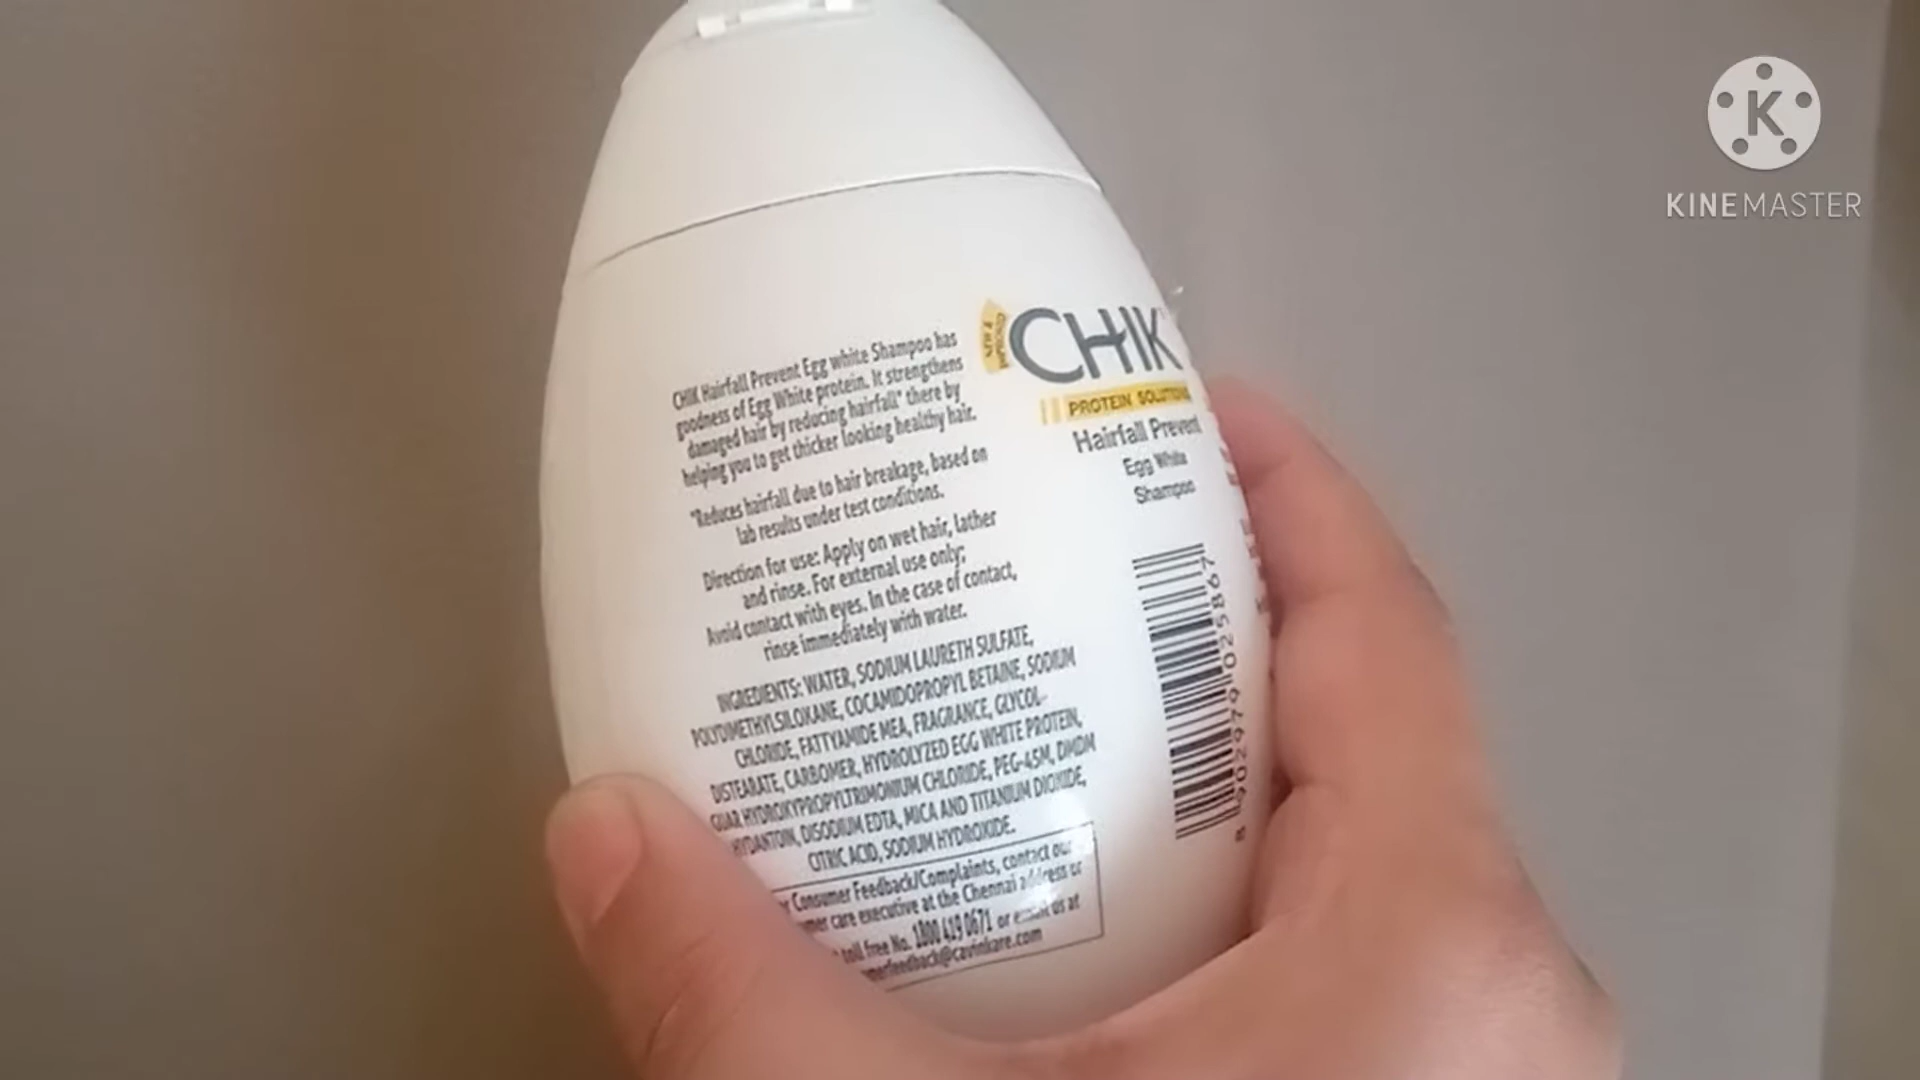 KINEMASTER
CHIK Hairfall Prevent Egg white Shampoo has
goodness of Egg White protein. It strengthens
damaged hair by reducing hairfall* there by
helping you to get thicker looking healthy hair.
*Reduces hairfall due to hair breakage, based on
lab results under test conditions.
Direction for use: Apply on wet hair, lather
and rinse. For external use only;
Avoid contact with eyes. In the case of contact,
rinse immediately with water.
INGREDIENTS: WATER, SODIUM LAURETH SULFATE,
POLYDIMETHYLSILOXANE, COCAMIDOPROPYL BETAINE, SODIUM
CHLORIDE, FATTYAMIDE MEA, FRAGRANCE, GLYCOL-
DISTEARATE, CARBOMER, HYDROLYZED EGG WHITE PROTEIN,
GUAR HYDROXYPROPYLTRIMONIUM CHLORIDE, PEG-45M, DMDM
HYDANTOIN, DISODIUM EDTA, MICA AND TITANIUM DIOXIDE,
CITRIC ACID, SODIUM HYDROXIDE.
Consumer Feedback/Complaints, contact our
care executive at the Chennai address or
toll free No. 1800 419 0671 or email us at
CHIK
PROTEIN SOLUTIONS
Hairfall Prevent
Egg White
Shampoo
8 902979 025867